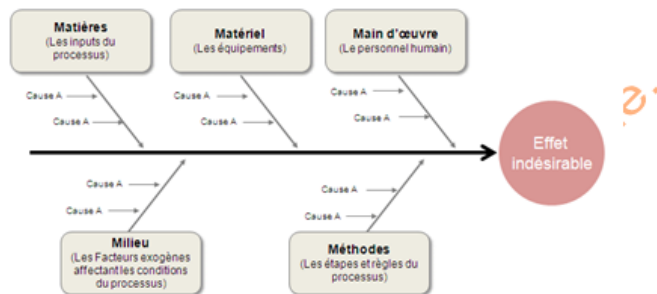 Matières
(Les inputs du
processus)
Matériel
(Les équipements)
Main d'œuvre
(Le personnel humain)
Cause A
Cause A
Cause A
Cause A
Cause A
Cause A
Effet
indésirable
Cause A
Cause A
Cause A
Cause A
Milieu
(Les Facteurs exogènes
affectant les conditions
du processus)
Méthodes
(Les étapes et règles du
processus)